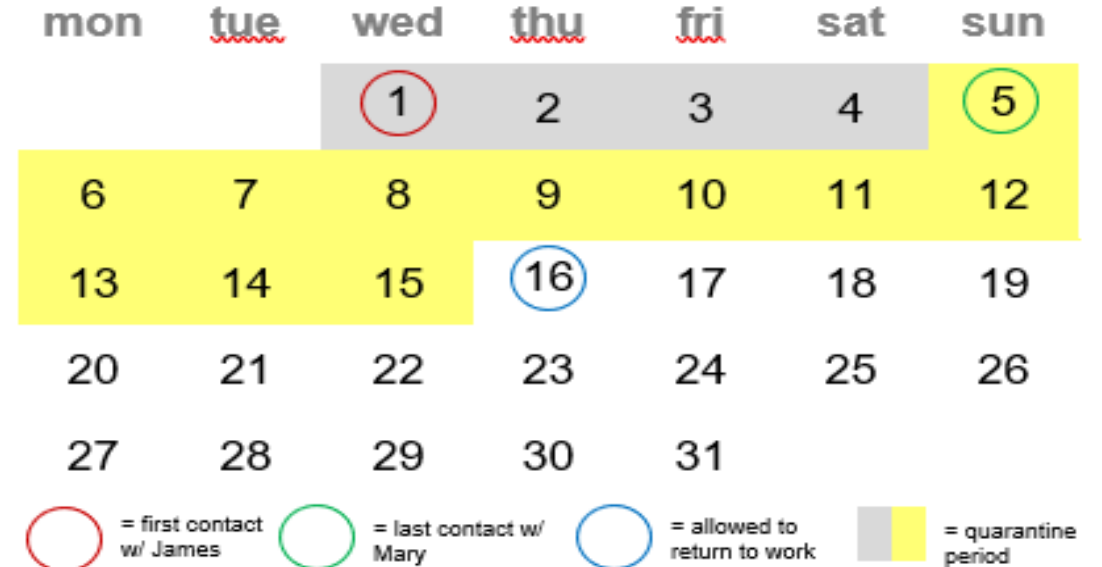 mon tue wed thu fri sat sun
1 2 3 4 5
6 7 8 9 10 11 12
13 14 15 16 17 18 19
20 21 22 23 24 25 26
27 28 29 30 31
= first contact
w/ James
= last contact w/
Mary
= allowed to
return to work
= quarantine
period